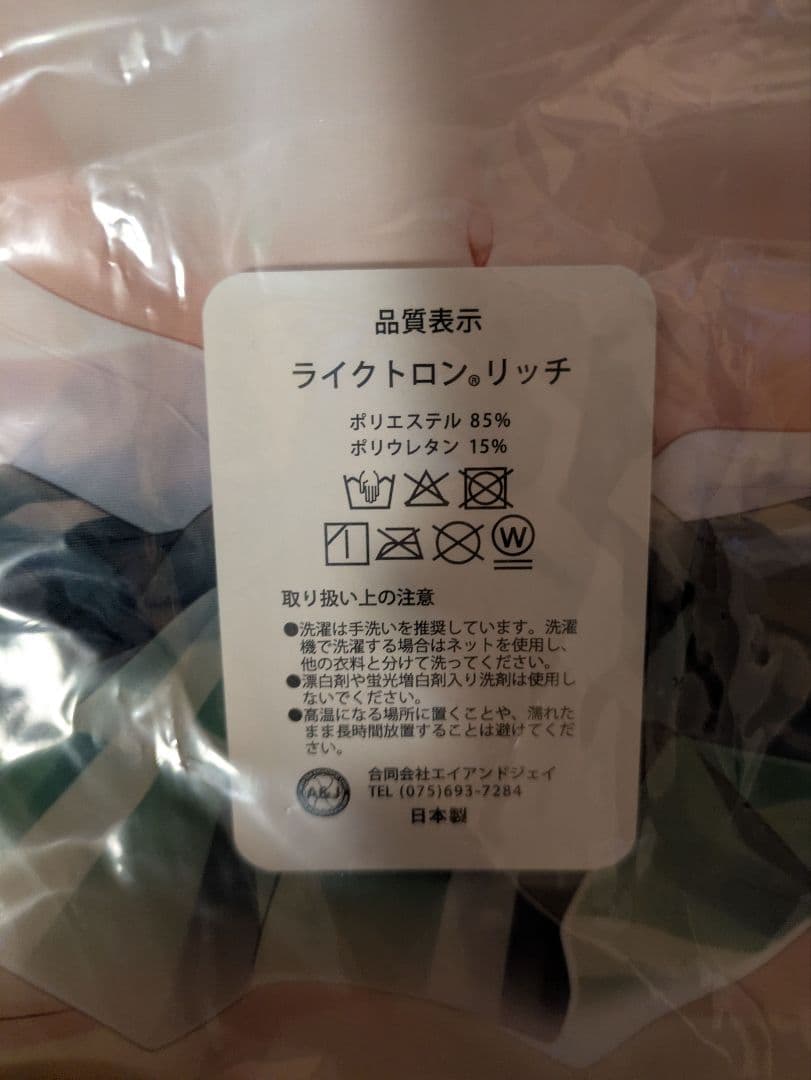 品質表示
ライクトロン®リッチ
ポリエステル 85%
ポリウレタン 15%
W
取り扱い上の注意
●洗濯は手洗いを推奨しています。洗濯
機で洗濯する場合はネットを使用し、
他の衣料と分けて洗ってください。
●漂白剤や蛍光増白剤入り洗剤は使用し
ないでください。
●高温になる場所に置くことや、濡れた
まま長時間放置することは避けてくだ
さい。
A&J
合同会社エイアンドジェイ
TEL (075)693-7284
日本製